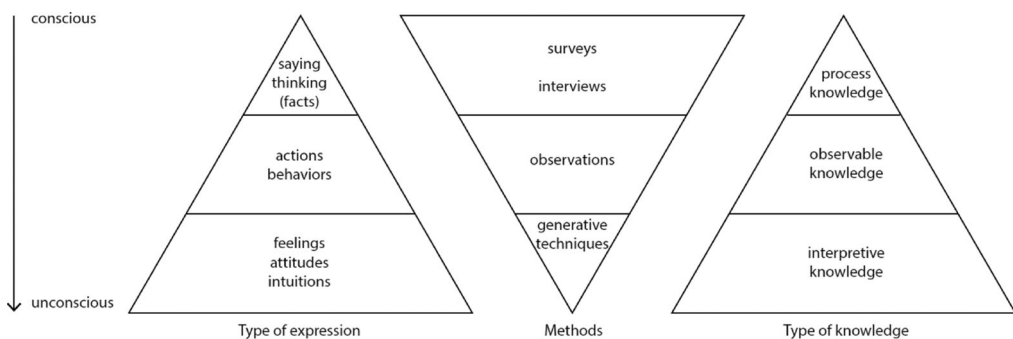 conscious
saying
thinking
(facts)
actions
behaviors
feelings
attitudes
intuitions
unconscious
Type of expression
surveys
interviews
observations
generative
techniques
Methods
process
knowledge
observable
knowledge
interpretive
knowledge
Type of knowledge